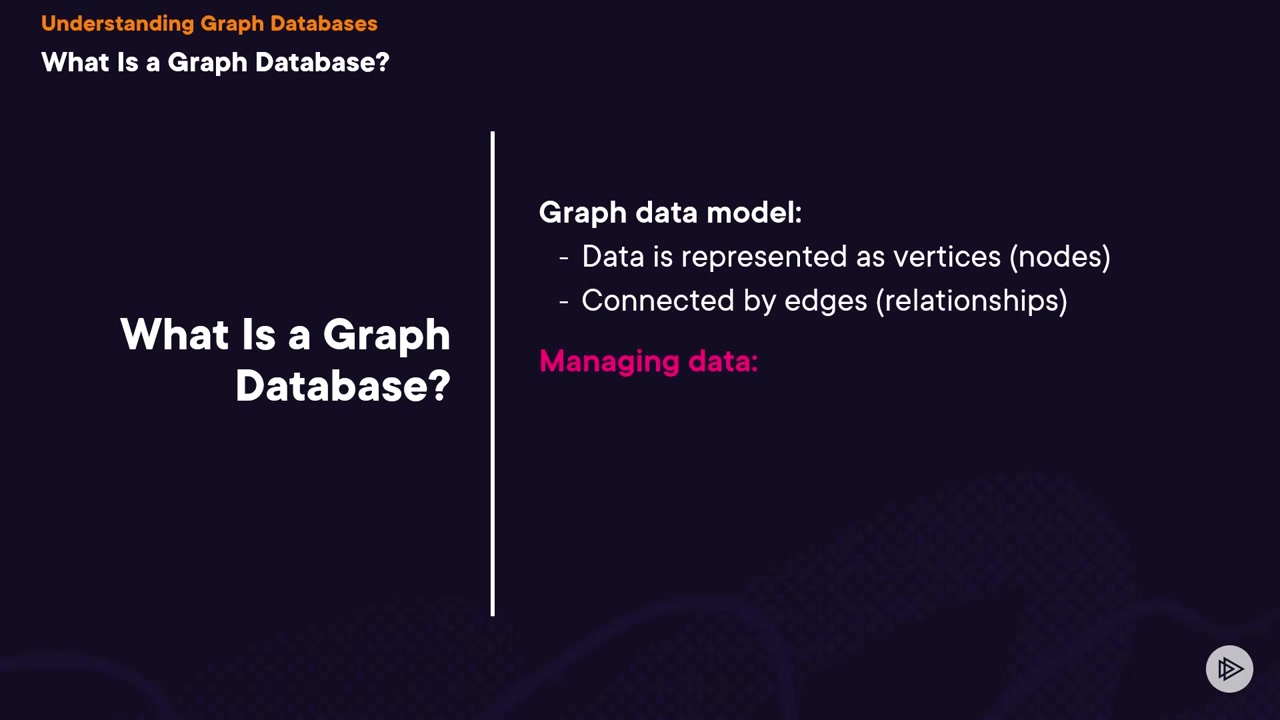 Understanding Graph Databases
What Is a Graph Database?
What Is a Graph
Database?
Graph data model:
- Data is represented as vertices (nodes)
- Connected by edges (relationships)
Managing data: